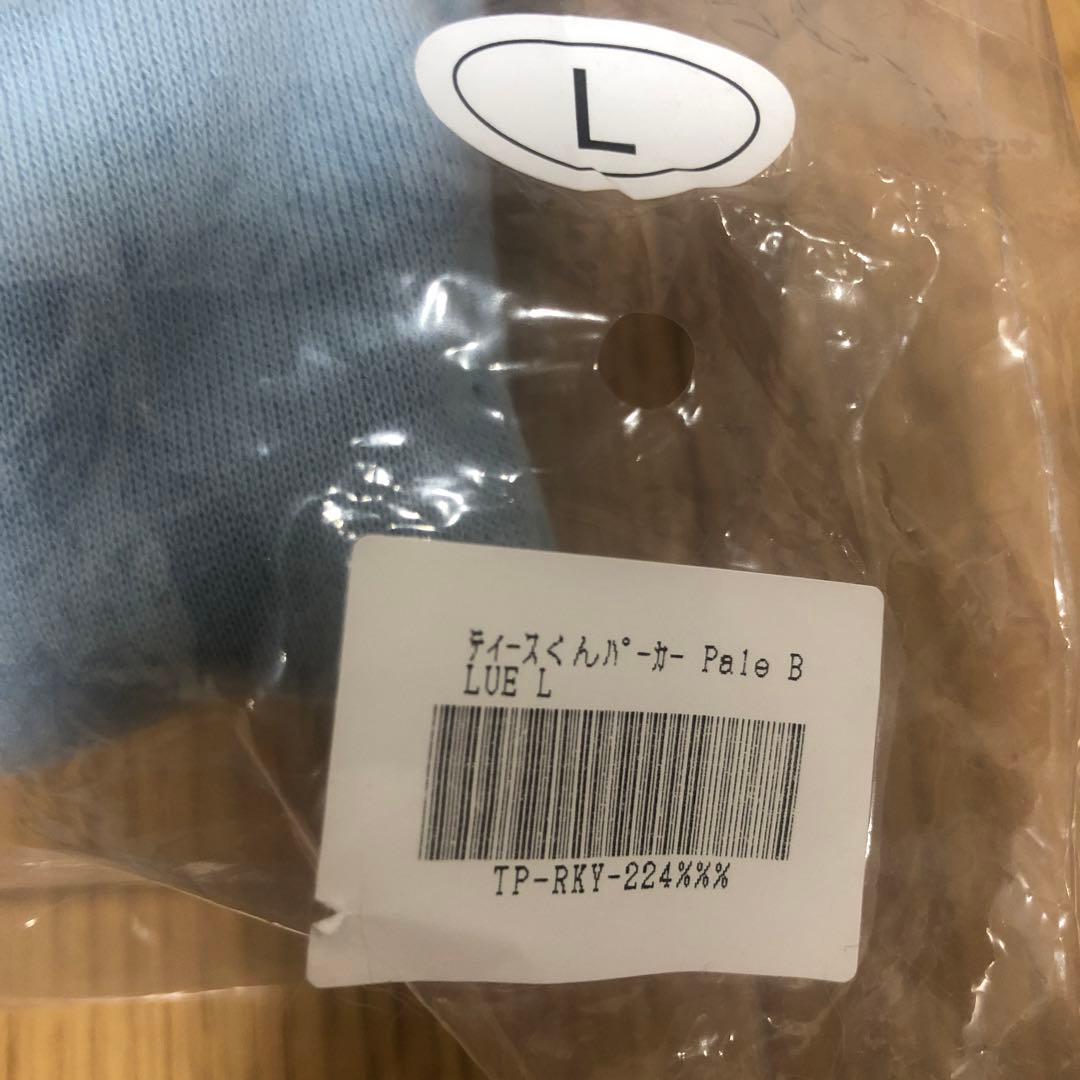 L
ﾃｨｰｽくんﾊﾟｰｶｰ Pale B
LUE L
TP-RKY-224%%%